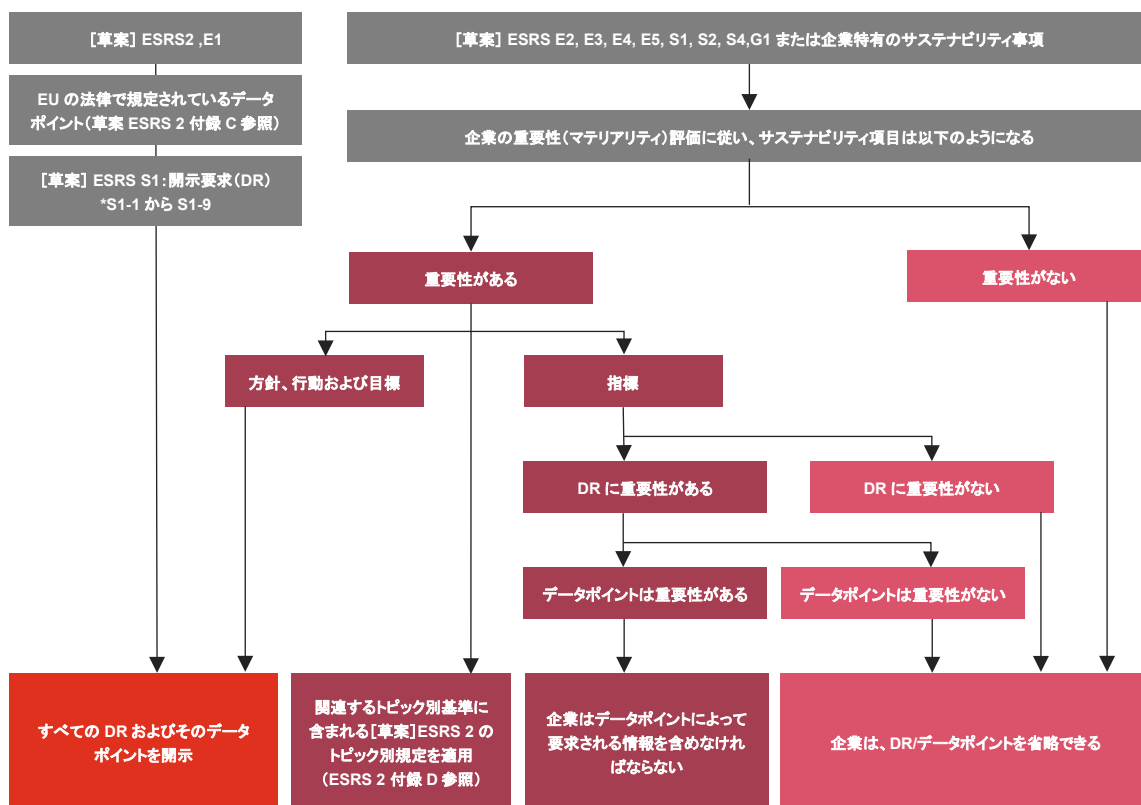 [草案] ESRS2 ,E1
[草案] ESRS E2, E3, E4, E5, S1, S2, S4,G1 または企業特有のサステナビリティ事項
EU の法律で規定されているデータ
ポイント(草案 ESRS 2 付録 C 参照)
企業の重要性(マテリアリティ)評価に従い、サステナビリティ項目は以下のようになる
[草案] ESRS S1:開示要求(DR)
*S1-1 から S1-9
重要性がある
重要性がない
方針、行動および目標
指標
DR に重要性がある
DR に重要性がない
データポイントは重要性がある
データポイントは重要性がない
すべての DR およびそのデータ
ポイントを開示
関連するトピック別基準に
含まれる[草案]ESRS 2 の
トピック別規定を適用
(ESRS 2 付録 D 参照)
企業はデータポイントによって
要求される情報を含めなけれ
ばならない
企業は、DR/データポイントを省略できる